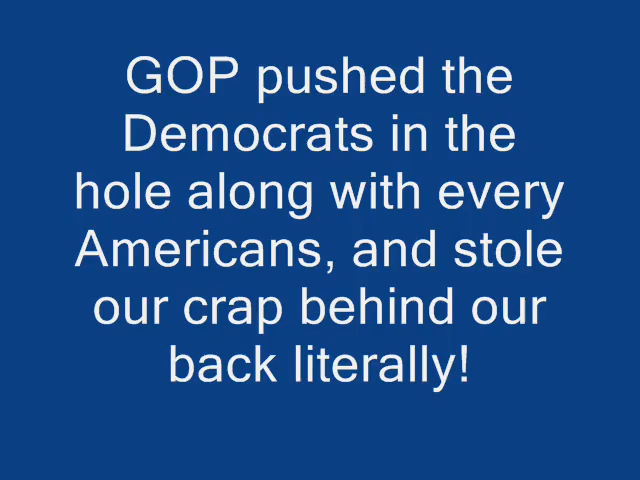 GOP pushed the
Democrats in the
hole along with every
Americans, and stole
our crap behind our
back literally!